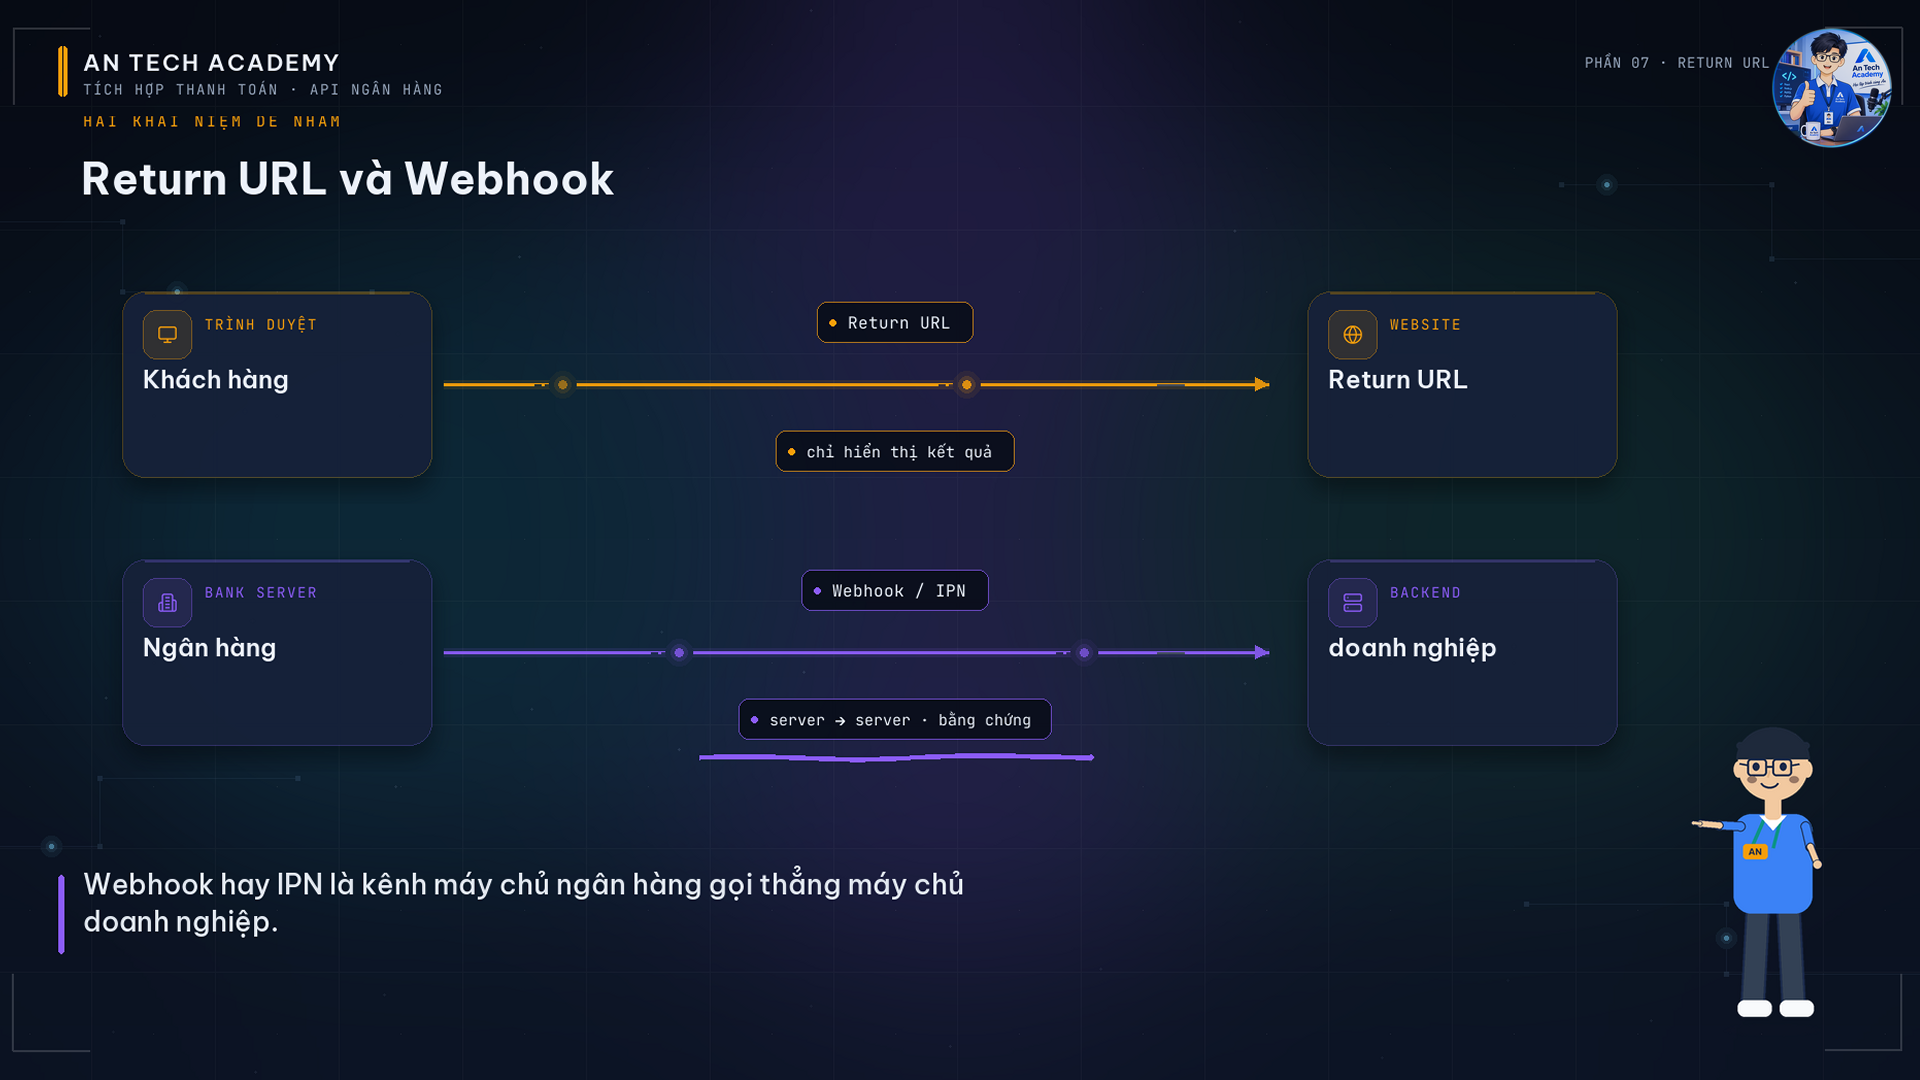 AN TECH ACADEMY
TÍCH HỢP THANH TOÁN · API NGÂN HÀNG
HAI KHÁI NIỆM DỄ NHẦM
PHẦN 07 · RETURN URL
An Tech
Academy
Return URL và Webhook
TRÌNH DUYỆT
Khách hàng
Return URL
chỉ hiển thị kết quả
WEBSITE
Return URL
BANK SERVER
Ngân hàng
Webhook / IPN
server → server · bằng chứng
BACKEND
doanh nghiệp
AN
Webhook hay IPN là kênh máy chủ ngân hàng gọi thẳng máy chủ
doanh nghiệp.